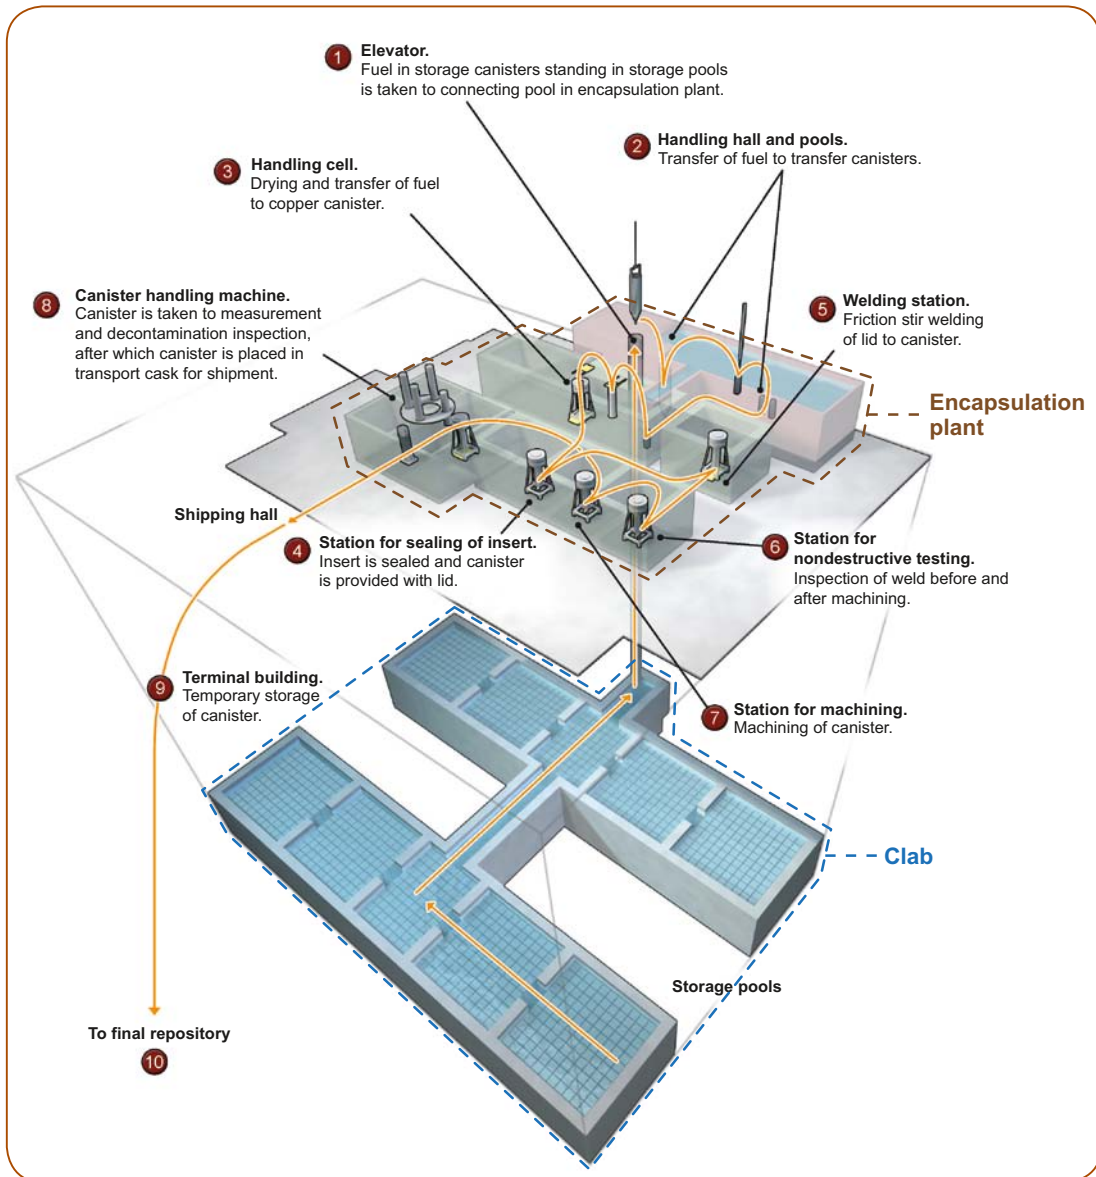 1
Elevator.
Fuel in storage canisters standing in storage pools
is taken to connecting pool in encapsulation plant.
2
Handling hall and pools.
Transfer of fuel to transfer canisters.
3
Handling cell.
Drying and transfer of fuel
to copper canister.
8
Canister handling machine.
Canister is taken to measurement
and decontamination inspection,
after which canister is placed in
transport cask for shipment.
5
Welding station.
Friction stir welding
of lid to canister.
Encapsulation
plant
Shipping hall
4
Station for sealing of insert.
Insert is sealed and canister
is provided with lid.
6
Station for
nondestructive testing.
Inspection of weld before and
after machining.
9
Terminal building.
Temporary storage
of canister.
7
Station for machining.
Machining of canister.
Clab
Storage pools
To final repository
10